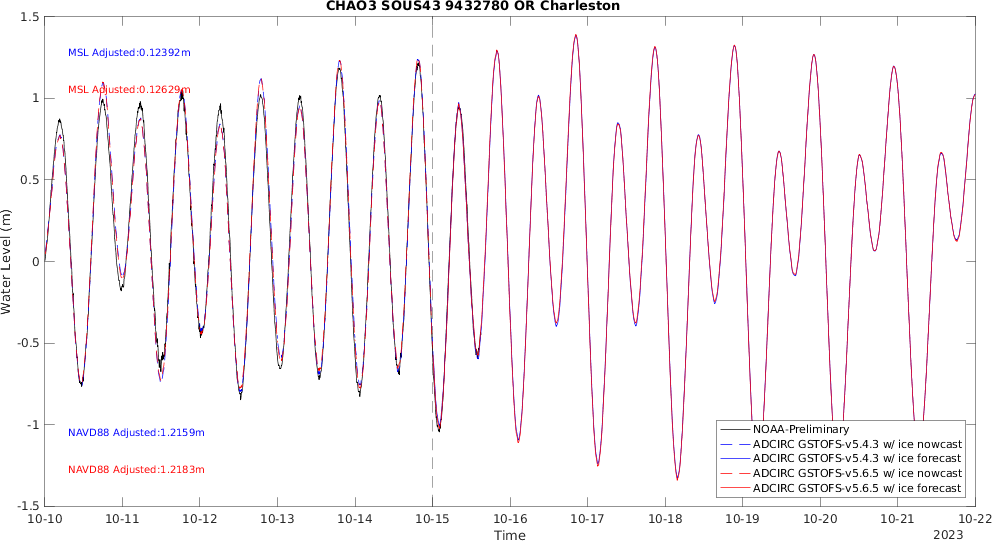 CHAO3 SOUS43 9432780 OR Charleston
1.5
1
0.5
0
-0.5
-1
-1.5
Water Level (m)
MSL Adjusted:0.12392m
MSL Adjusted:0.12629m
NAVD88 Adjusted:1.2159m
NAVD88 Adjusted:1.2183m
NOAA-Preliminary
ADCIRC GSTOFS-v5.4.3 w/ ice nowcast
ADCIRC GSTOFS-v5.4.3 w/ ice forecast
ADCIRC GSTOFS-v5.6.5 w/ ice nowcast
ADCIRC GSTOFS-v5.6.5 w/ ice forecast
10-10 10-11 10-12 10-13 10-14 10-15 10-16 10-17 10-18 10-19 10-20 10-21 10-22
Time
2023